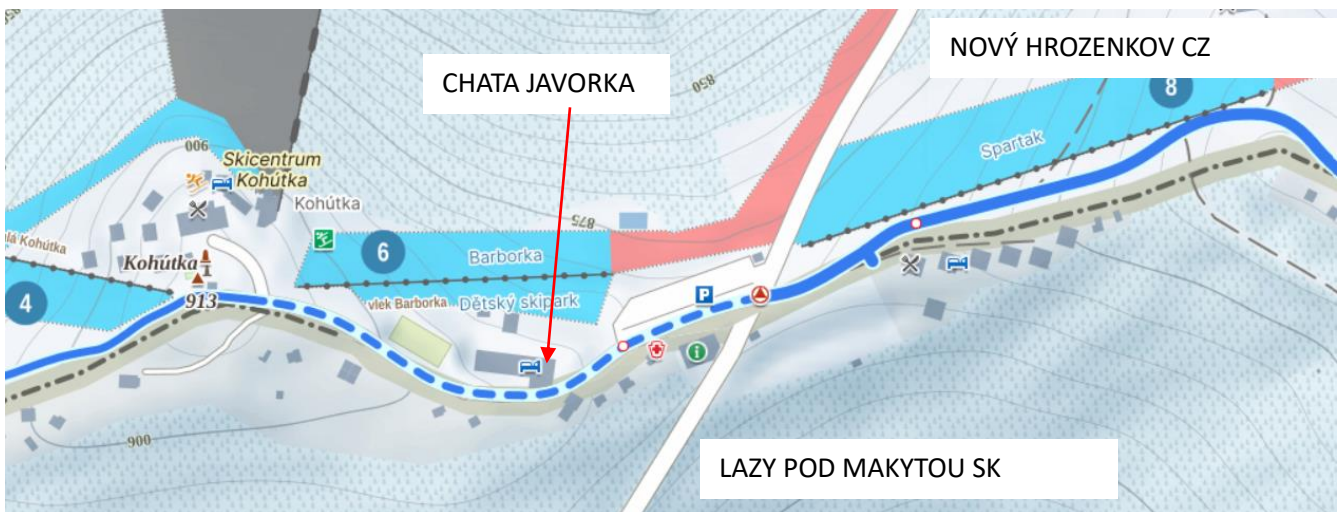 NOVÝ HROZENKOV CZ
CHATA JAVORKA
850
8
Spartak
900
Skicentrum
Kohútka
Kohútka
875
lá Kohútka
6
Barborka
Kohútka
913
4
vlek Barborka
Dětský skipark
P
i
900
LAZY POD MAKYTOU SK